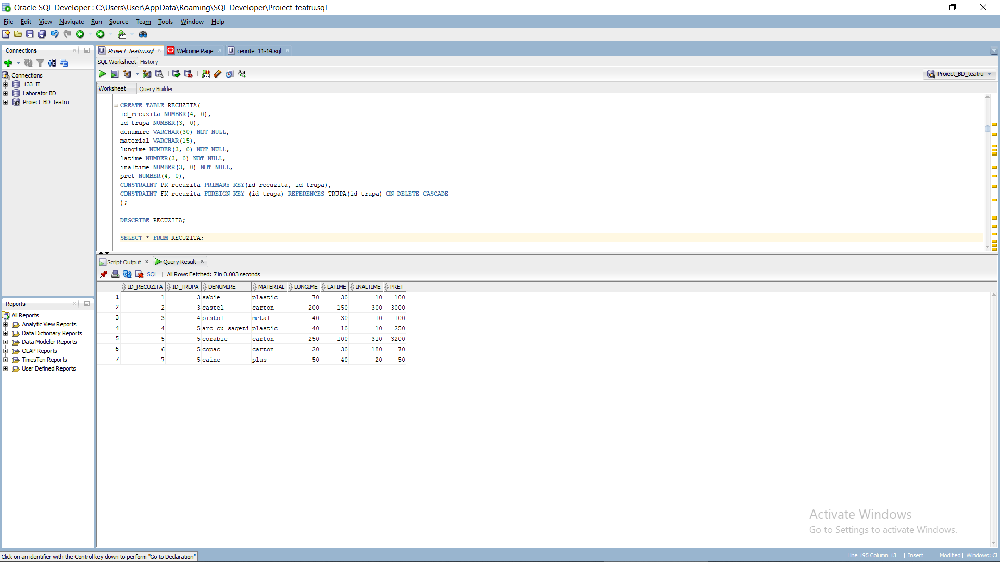 Oracle SQL Developer : C:\Users\User\AppData\Roaming\SQL Developer\Proiect_teatru.sql
File Edit View Navigate Run Source Team Tools Window Help
Connections
Proiect_teatru.sql
Welcome Page
cerinte_11-14.sql
SQL Worksheet History
Proiect_BD_teatru
Connections
133_II
Laborator BD
Proiect_BD_teatru
Worksheet Query Builder
CREATE TABLE RECUZITA(
id_recuzita NUMBER(4, 0),
id_trupa NUMBER(3, 0),
denumire VARCHAR(30) NOT NULL,
material VARCHAR(15),
lungime NUMBER(3, 0) NOT NULL,
latime NUMBER(3, 0) NOT NULL,
inaltime NUMBER(3, 0) NOT NULL,
pret NUMBER(4, 0),
CONSTRAINT PK_recuzita PRIMARY KEY(id_recuzita, id_trupa),
CONSTRAINT FK_recuzita FOREIGN KEY (id_trupa) REFERENCES TRUPA(id_trupa) ON DELETE CASCADE
);
DESCRIBE RECUZITA;
SELECT * FROM RECUZITA;
Script Output x Query Result x
SQL | All Rows Fetched: 7 in 0.003 seconds
ID_RECUZITA ID_TRUPA DENUMIRE MATERIAL LUNGIME LATIME INALTIME PRET
1 1 3 sabie plastic 70 30 10 100
2 2 3 castel carton 200 150 300 3000
3 3 4 pistol metal 40 30 10 100
4 4 5 arc cu sageti plastic 40 10 10 250
5 5 5 corabie carton 250 100 310 3200
6 6 5 copac carton 20 30 180 70
7 7 5 caine plus 50 40 20 50
Reports
All Reports
Analytic View Reports
Data Dictionary Reports
Data Modeler Reports
OLAP Reports
TimesTen Reports
User Defined Reports
Activate Windows
Go to Settings to activate Windows.
Click on an identifier with the Control key down to perform "Go to Declaration"
| Line 195 Column 13 | Insert | Modified | Windows: CF